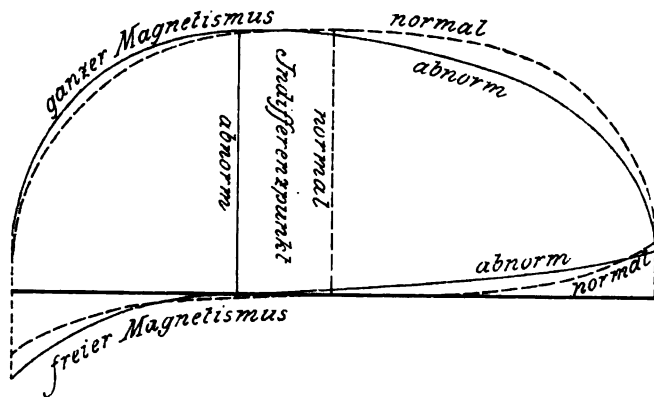 ganzer Magnetismus
normal
abnorm
abnorm
Indifferenzpunkt
normal
abnorm
normal
freier Magnetismus